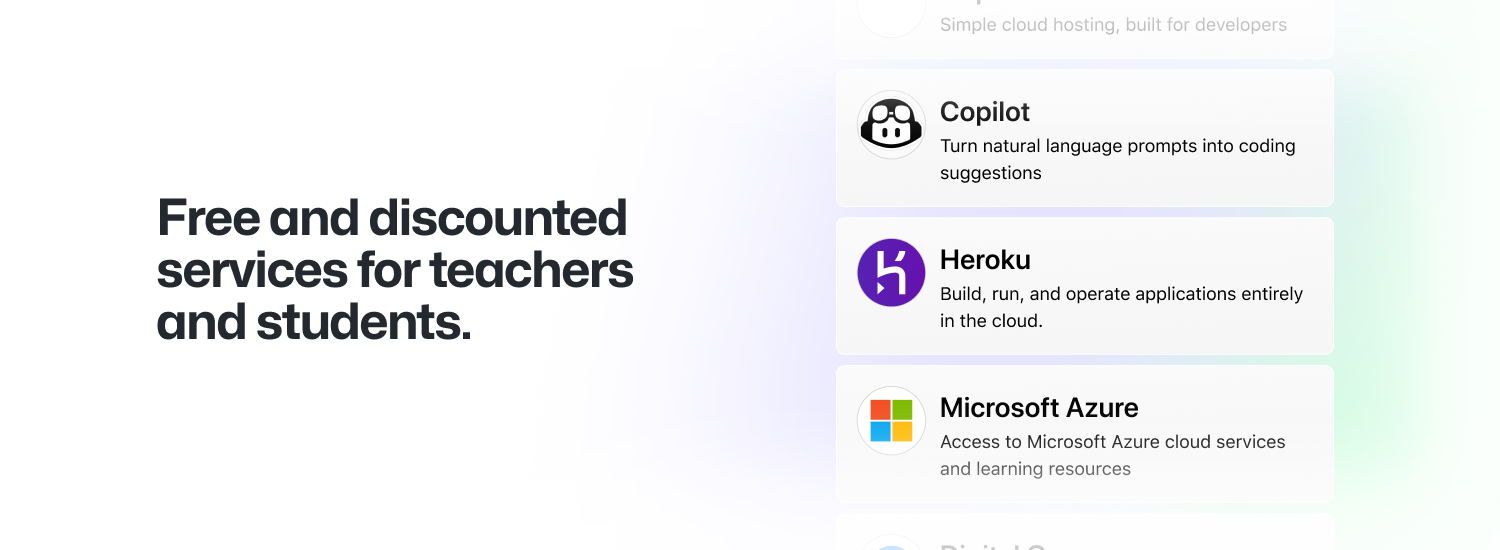 Free and discounted
services for teachers
and students.
Simple cloud hosting, built for developers
Copilot
Turn natural language prompts into coding
suggestions
Heroku
Build, run, and operate applications entirely
in the cloud.
Microsoft Azure
Access to Microsoft Azure cloud services
and learning resources